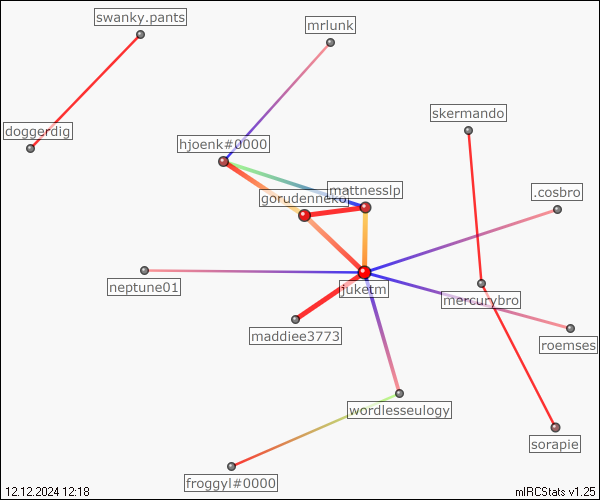 swanky.pants
mrlunk
skermando
doggerdig
hjoenk#0000
mattnesslp
gorudenneko
.cosbro
neptune01
juketm
mercurybro
maddiee3773
roemses
wordlesseulogy
sorapie
froggyl#0000
12.12.2024 12:18
mIRCStats v1.25